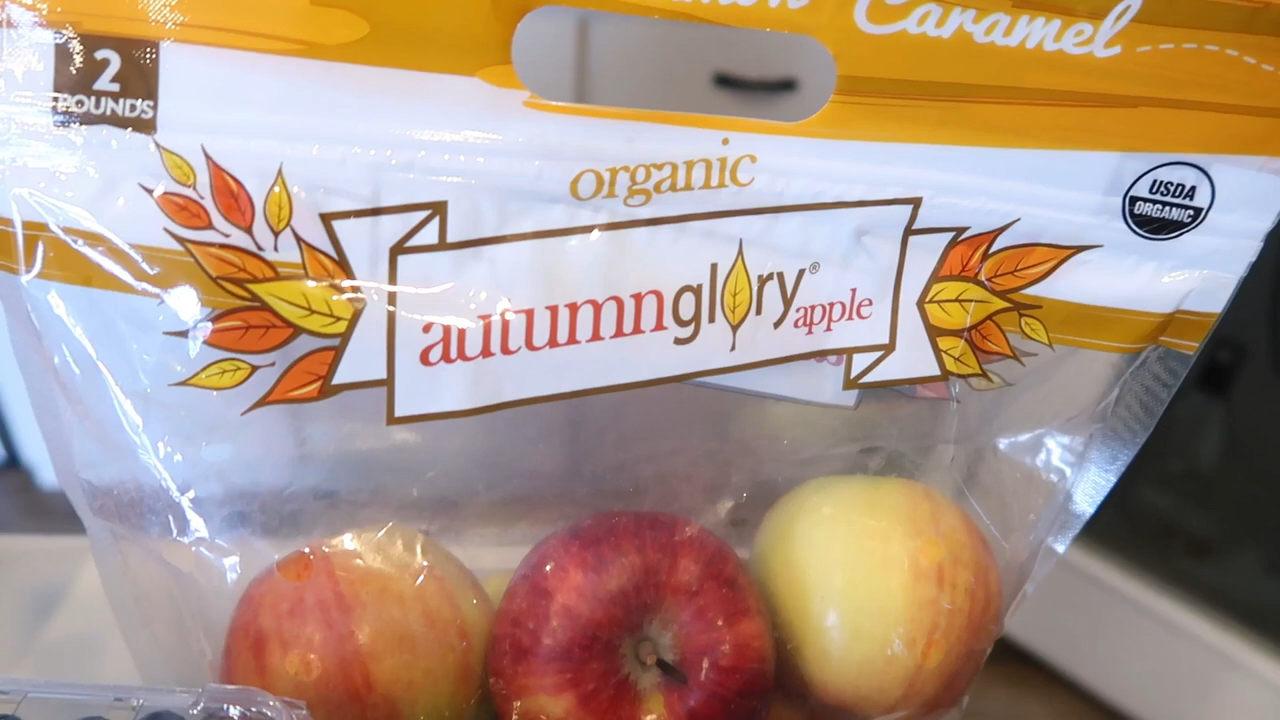 Caramel
2
POUNDS
organic
USDA
ORGANIC
autumnglory®
apple